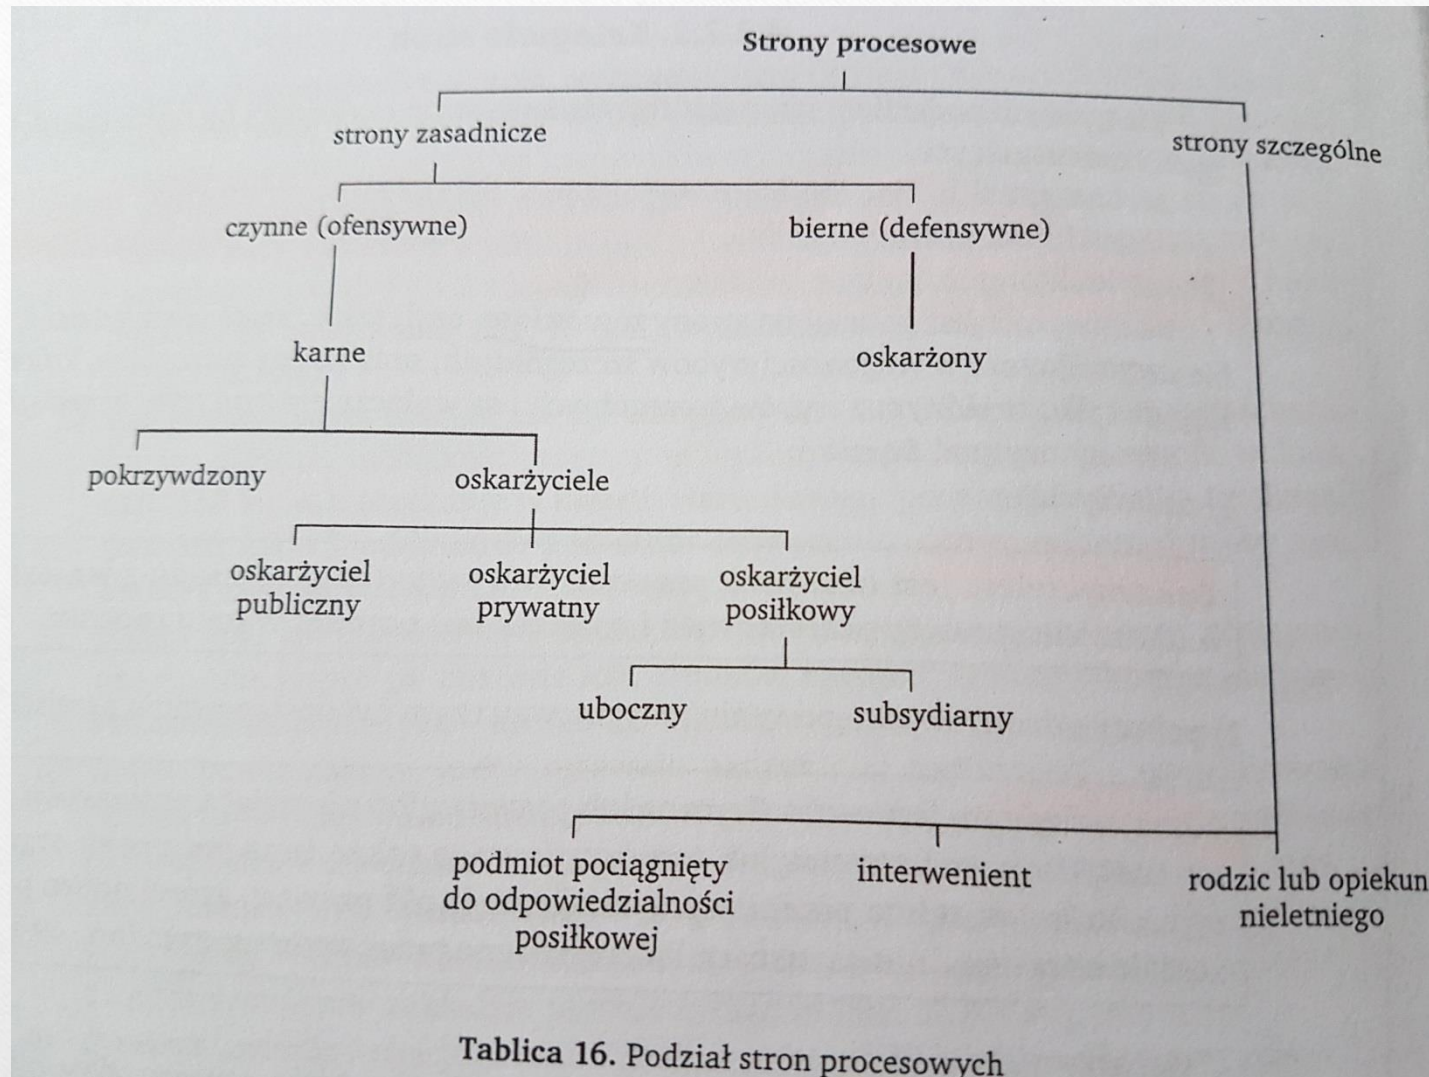 Strony procesowe
strony zasadnicze
strony szczególne
czynne (ofensywne)
bierne (defensywne)
karne
oskarżony
pokrzywdzony
oskarżyciele
oskarżyciel
publiczny
oskarżyciel
prywatny
oskarżyciel
posiłkowy
uboczny
subsydiarny
podmiot pociągnięty
do odpowiedzialności
posiłkowej
interwenient
rodzic lub opiekun
nieletniego
Tablica 16. Podział stron procesowych